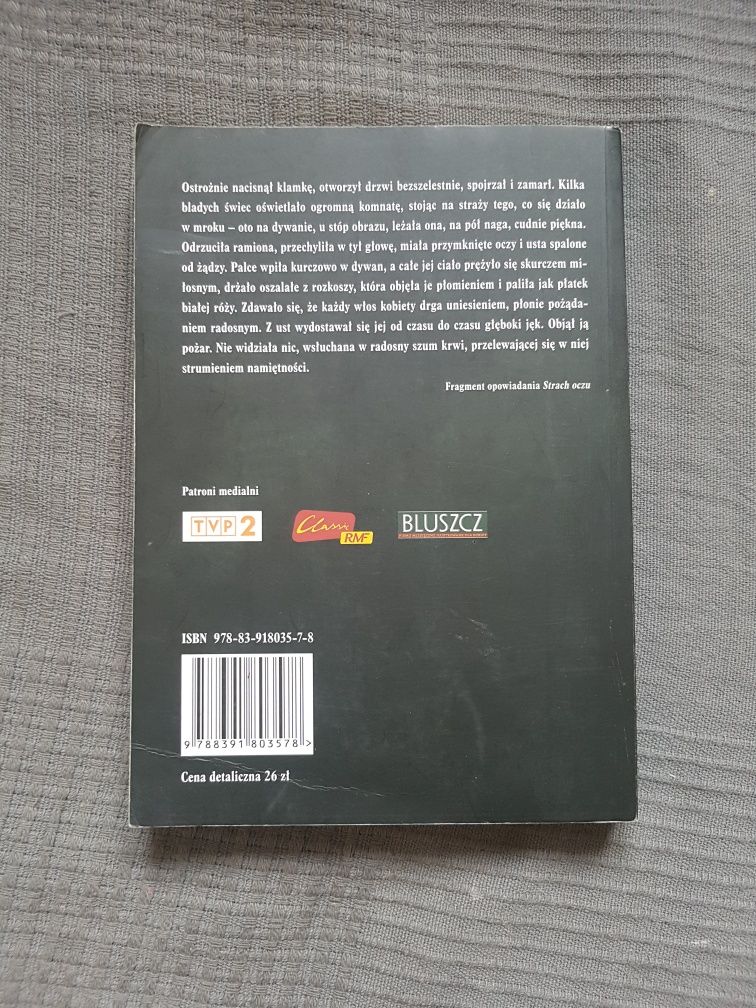 Ostrożnie nacisnął klamkę, otworzył drzwi bezszelestnie, spojrzał i zamarł. Kilka
bladych świec oświetlało ogromną komnatę, stojąc na straży tego, co się działo
w mroku – oto na dywanie, u stóp obrazu, leżała ona, na pół naga, cudnie piękna.
Odrzuciła ramiona, przechyliła w tył głowę, miała przymknięte oczy i usta spalone
od żądzy. Palce wpiła kurczowo w dywan, a całe jej ciało prężyło się skurczem mi-
łosnym, drżało oszalałe z rozkoszy, która objęła je płomieniem i paliła jak płatek
białej róży. Zdawało się, że każdy włos kobiety drga uniesieniem, płonie pożąda-
niem radosnym. Z ust wydostawał się jej od czasu do czasu głęboki jęk. Objął ją
pożar. Nie widziała nic, wsłuchana w radosny szum krwi, przelewającej się w niej
strumieniem namiętności.
Fragment opowiadania Strach oczu
Patroni medialni
TVP 2
Classic
RMF
BLUSZCZ
ISBN 978-83-918035-7-8
9 788391 803578 >
Cena detaliczna 26 zł